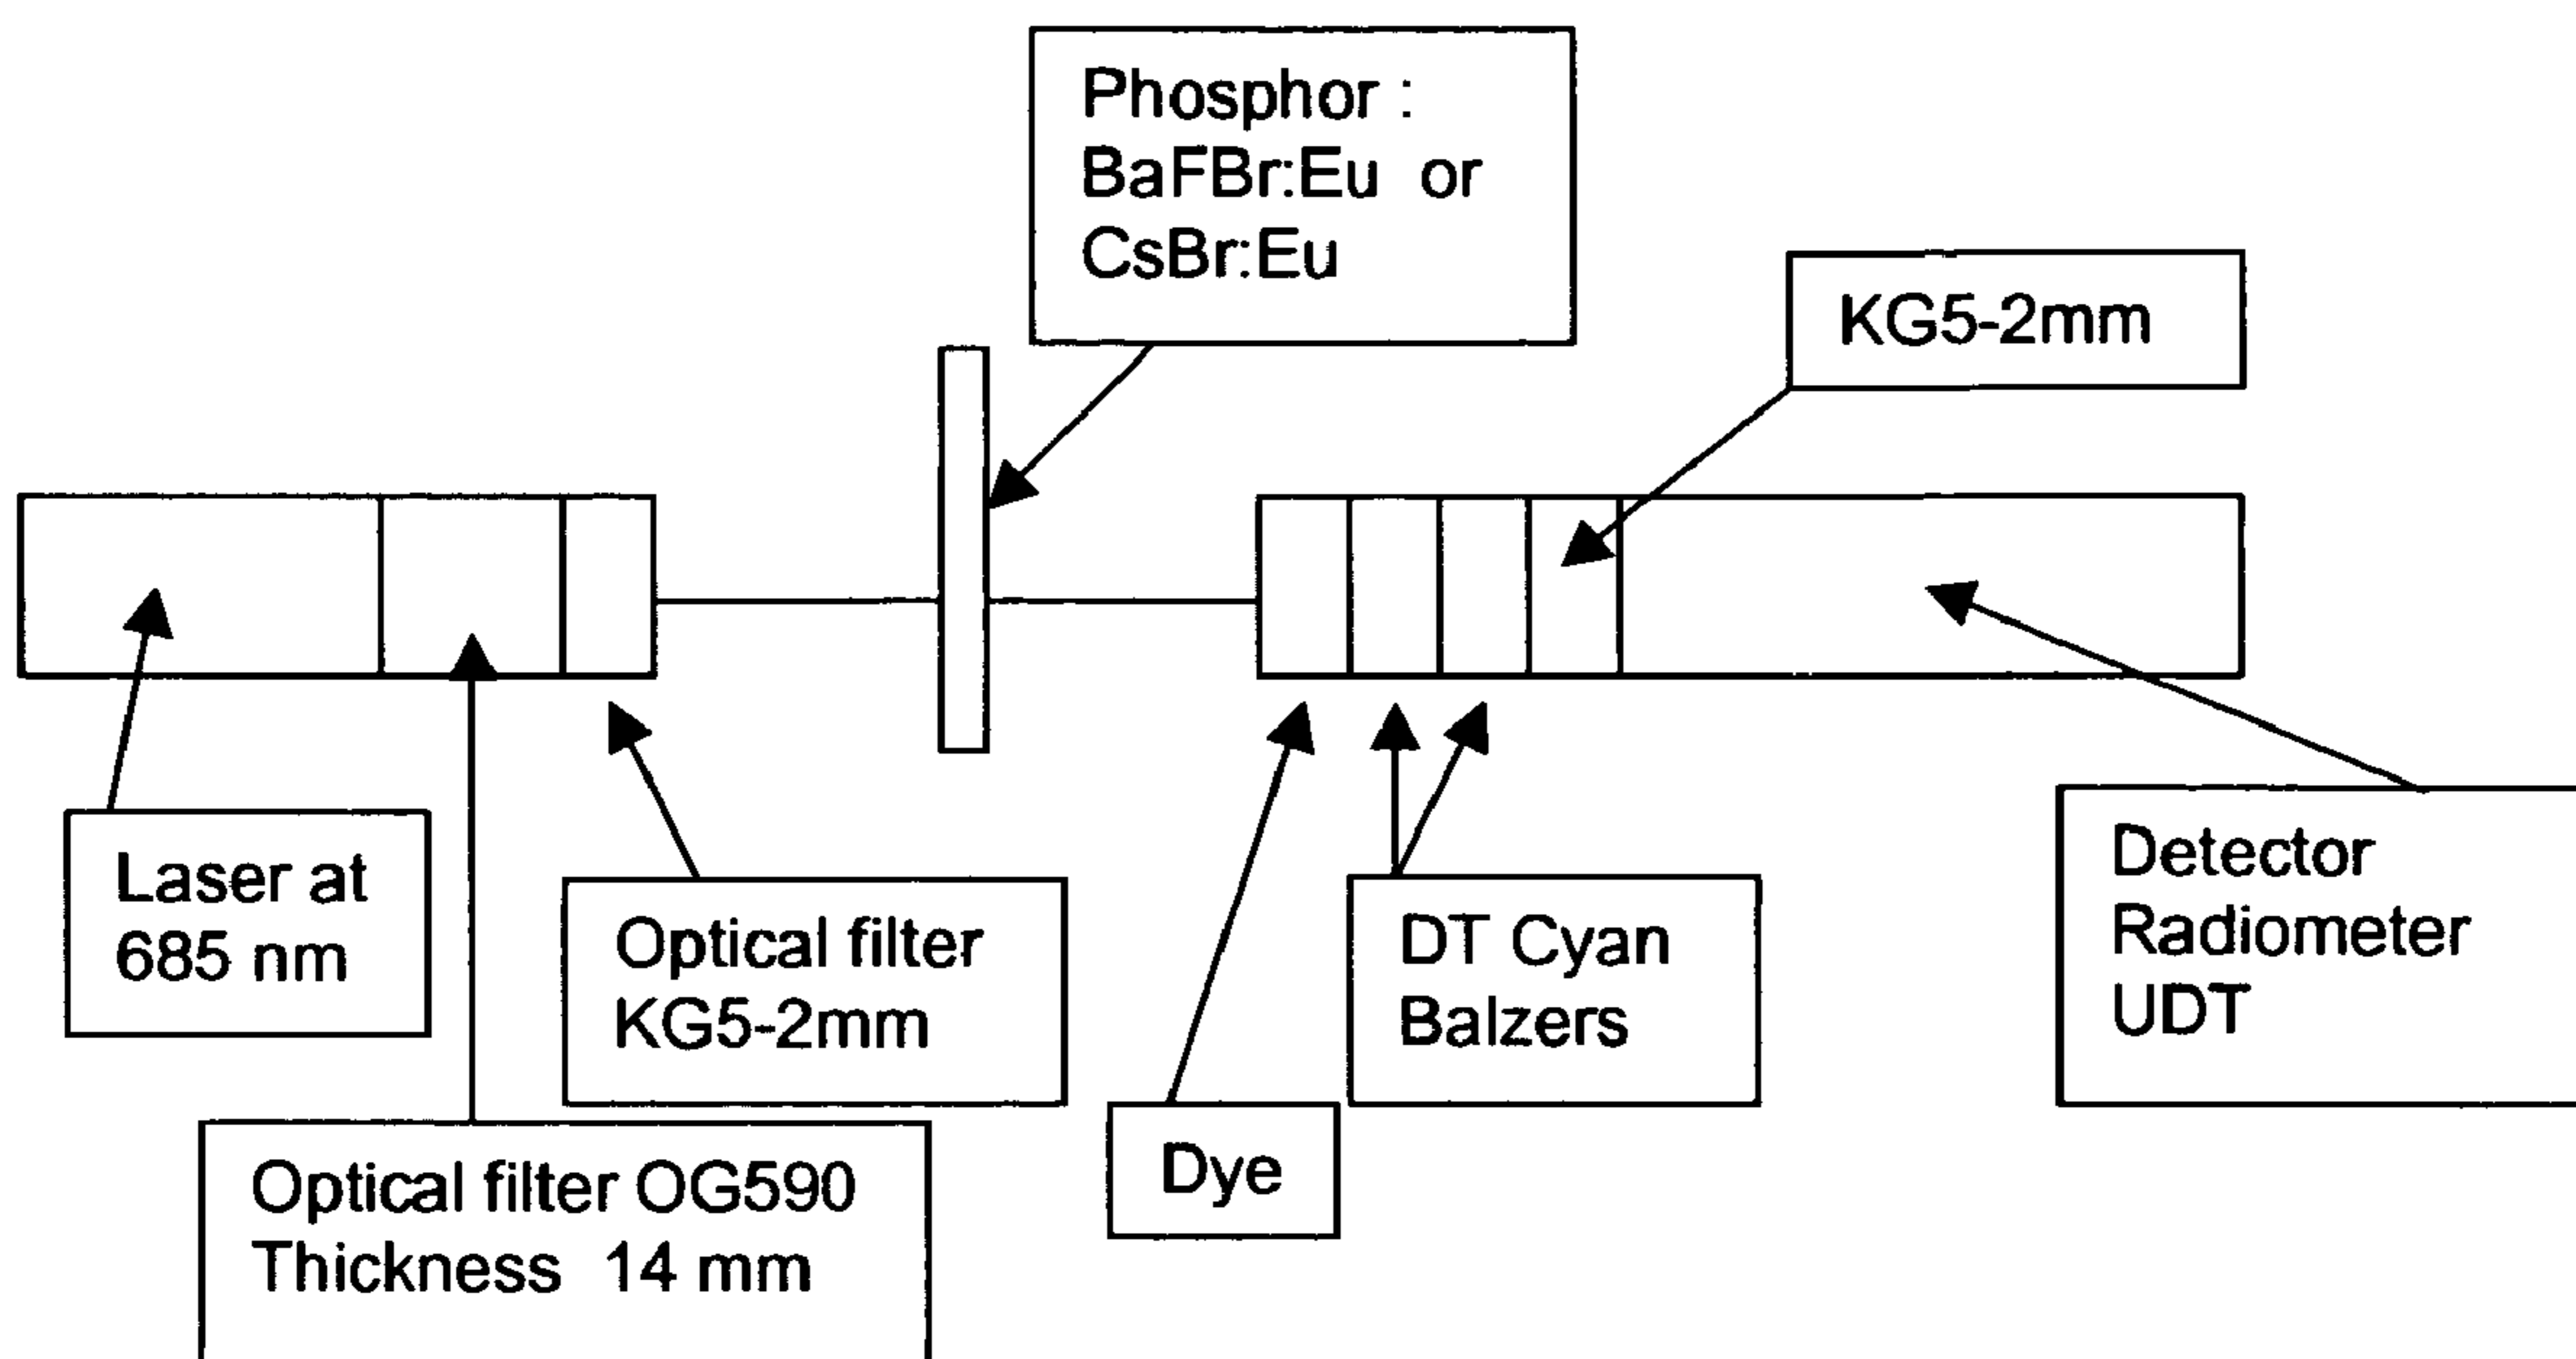 Phosphor :
BaFBr:Eu or
CsBr:Eu
KG5-2mm
Laser at
685 nm
Optical filter
KG5-2mm
DT Cyan
Balzers
Detector
Radiometer
UDT
Dye
Optical filter OG590
Thickness 14 mm